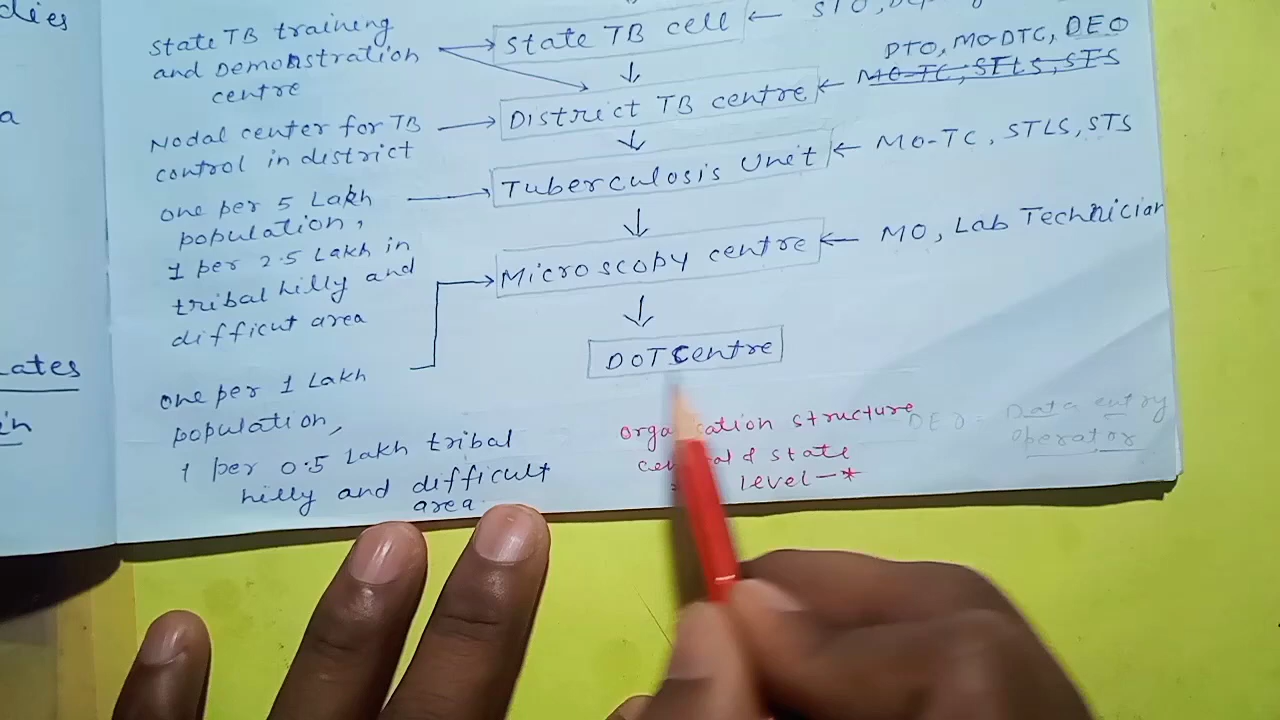 dies
a
ates
in
State TB training
and Demonstration
centre
Nodal center for TB
control in district
one per 5 Lakh
population,
1 per 2.5 Lakh in
tribal hilly and
difficut area
one per 1 Lakh
population,
1 per 0.5 Lakh tribal
hilly and difficult
area
State TB cell
District TB centre
Tuberculosis Unit
Microscopy centre
DOT Centre
STO,
DTO, MO-DTC, DEO
MO-TC, STLS, STS
MO-TC, STLS, STS
MO, Lab Technician
structure
& state
level-*
DEO - Data entry
operator